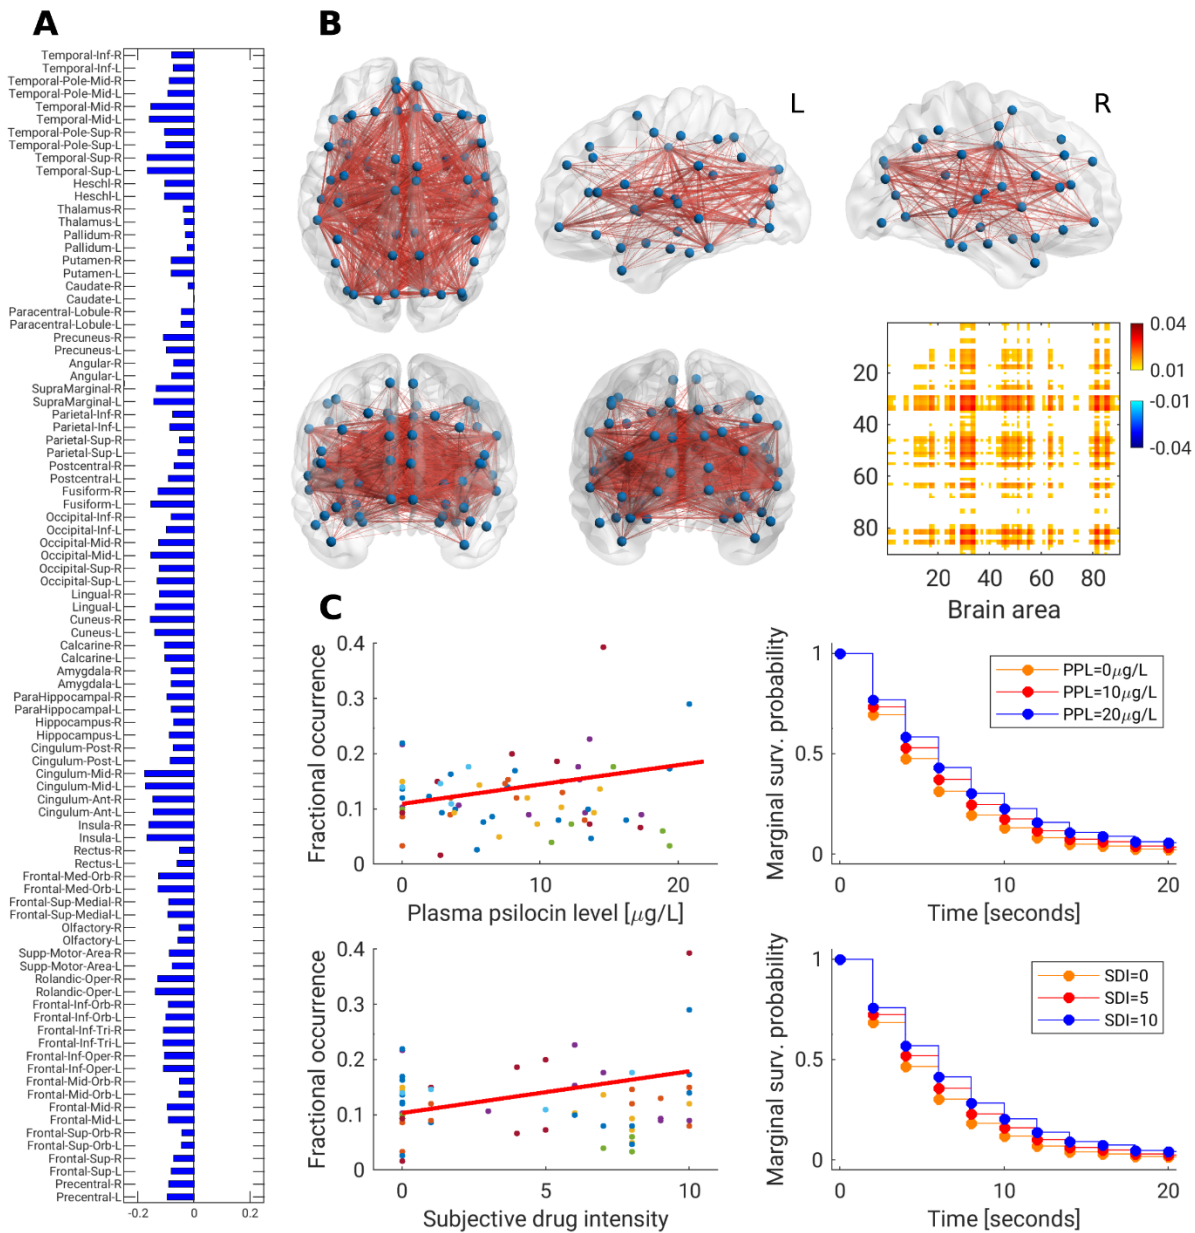 A
Temporal-Inf-R
Temporal-Inf-L
Temporal-Pole-Mid-R
Temporal-Pole-Mid-L
Temporal-Mid-R
Temporal-Mid-L
Temporal-Pole-Sup-R
Temporal-Pole-Sup-L
Temporal-Sup-R
Temporal-Sup-L
Heschl-R
Heschl-L
Thalamus-R
Thalamus-L
Pallidum-R
Pallidum-L
Putamen-R
Putamen-L
Caudate-R
Caudate-L
Paracentral-Lobule-R
Paracentral-Lobule-L
Precuneus-R
Precuneus-L
Angular-R
Angular-L
SupraMarginal-R
SupraMarginal-L
Parietal-Inf-R
Parietal-Inf-L
Parietal-Sup-R
Parietal-Sup-L
Postcentral-R
Postcentral-L
Fusiform-R
Fusiform-L
Occipital-Inf-R
Occipital-Inf-L
Occipital-Mid-R
Occipital-Mid-L
Occipital-Sup-R
Occipital-Sup-L
Lingual-R
Lingual-L
Cuneus-R
Cuneus-L
Calcarine-R
Calcarine-L
Amygdala-R
Amygdala-L
ParaHippocampal-R
ParaHippocampal-L
Hippocampus-R
Hippocampus-L
Cingulum-Post-R
Cingulum-Post-L
Cingulum-Mid-R
Cingulum-Mid-L
Cingulum-Ant-R
Cingulum-Ant-L
Insula-R
Insula-L
Rectus-R
Rectus-L
Frontal-Med-Orb-R
Frontal-Med-Orb-L
Frontal-Sup-Medial-R
Frontal-Sup-Medial-L
Olfactory-R
Olfactory-L
Supp-Motor-Area-R
Supp-Motor-Area-L
Rolandic-Oper-R
Rolandic-Oper-L
Frontal-Inf-Orb-R
Frontal-Inf-Orb-L
Frontal-Inf-Tri-R
Frontal-Inf-Tri-L
Frontal-Inf-Oper-R
Frontal-Inf-Oper-L
Frontal-Mid-Orb-R
Frontal-Mid-Orb-L
Frontal-Mid-R
Frontal-Mid-L
Frontal-Sup-Orb-R
Frontal-Sup-Orb-L
Frontal-Sup-R
Frontal-Sup-L
Precentral-R
Precentral-L
-0.2 0 0.2
B
L
R
20
40
60
80
20 40 60 80
Brain area
0.04
0.01
-0.01
-0.04
C
Fractional occurrence
0.4
0.3
0.2
0.1
0
0 10 20
Plasma psilocin level [µg/L]
Marginal surv. probability
1
0.5
0
0 5 10 15 20
Time [seconds]
PPL=0µg/L
PPL=10µg/L
PPL=20µg/L
Fractional occurrence
0.4
0.3
0.2
0.1
0
0 5 10
Subjective drug intensity
Marginal surv. probability
1
0.5
0
0 5 10 15 20
Time [seconds]
SDI=0
SDI=5
SDI=10